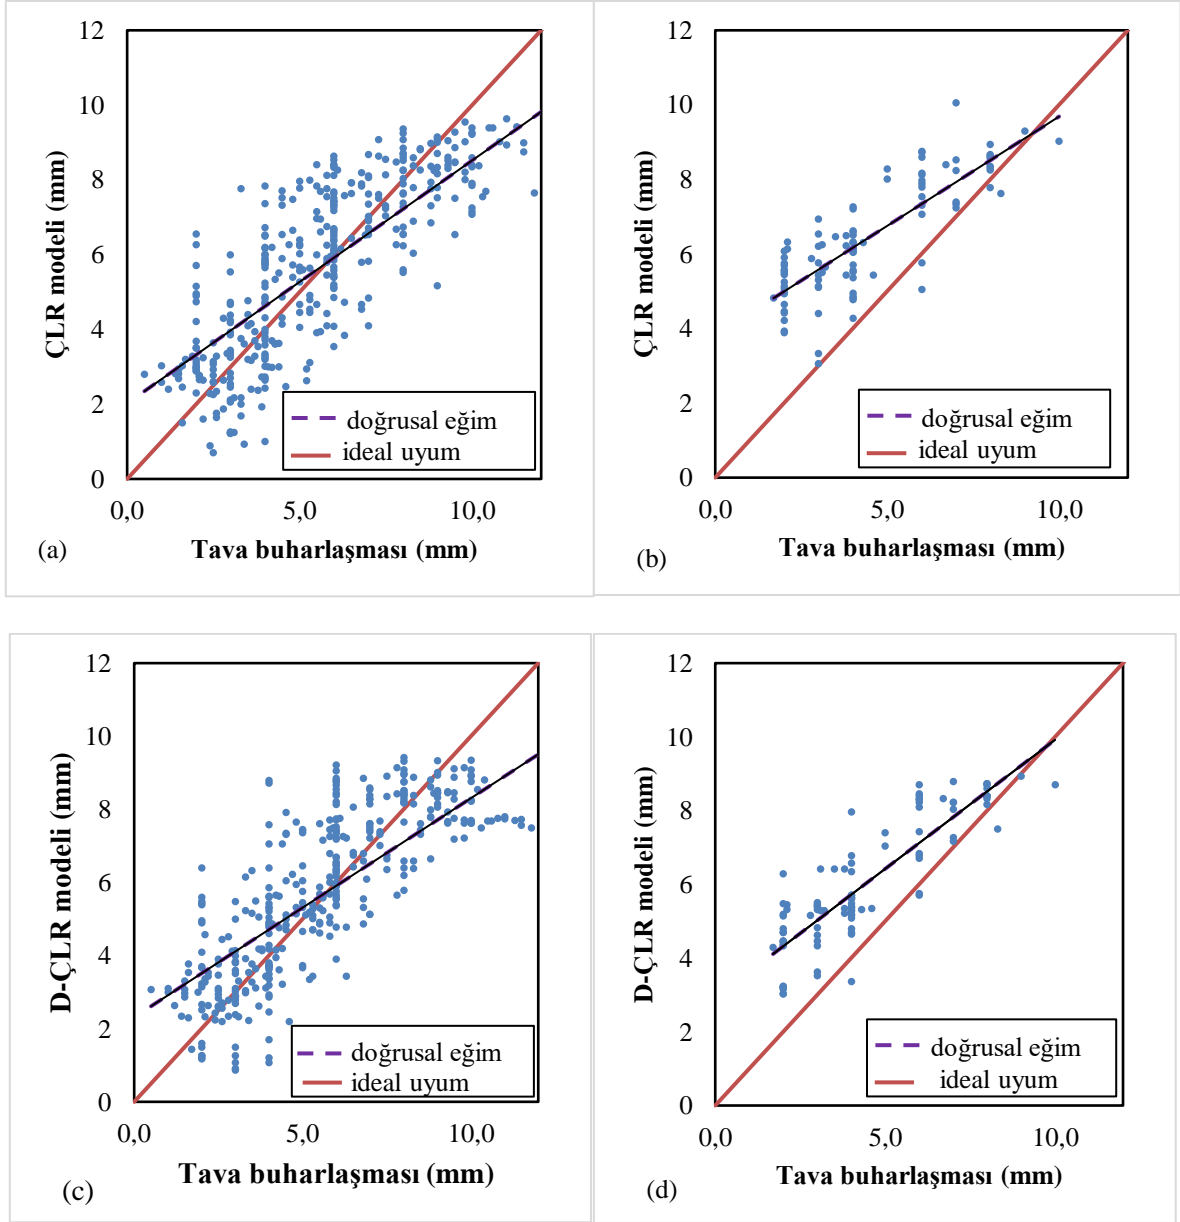 12
10
8
6
4
2
0
ÇLR modeli (mm)
doğrusal eğim
ideal uyum
0,0
5,0
10,0
Tava buharlaşması (mm)
(a)
12
10
8
6
4
2
0
ÇLR modeli (mm)
doğrusal eğim
ideal uyum
0,0
5,0
10,0
Tava buharlaşması (mm)
(b)
12
10
8
6
4
2
0
D-ÇLR modeli (mm)
doğrusal eğim
ideal uyum
0,0
5,0
10,0
Tava buharlaşması (mm)
(c)
12
10
8
6
4
2
0
D-ÇLR modeli (mm)
doğrusal eğim
ideal uyum
0,0
5,0
10,0
Tava buharlaşması (mm)
(d)